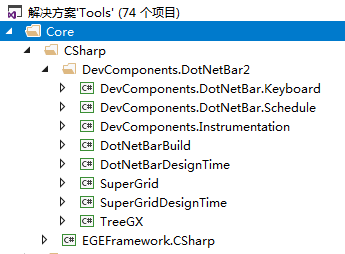 解决方案'Tools' (74 个项目)
Core
CSharp
DevComponents.DotNetBar2
C# DevComponents.DotNetBar.Keyboard
C# DevComponents.DotNetBar.Schedule
C# DevComponents.Instrumentation
C# DotNetBarBuild
C# DotNetBarDesignTime
C# SuperGrid
C# SuperGridDesignTime
C# TreeGX
C# EGEFramework.CSharp